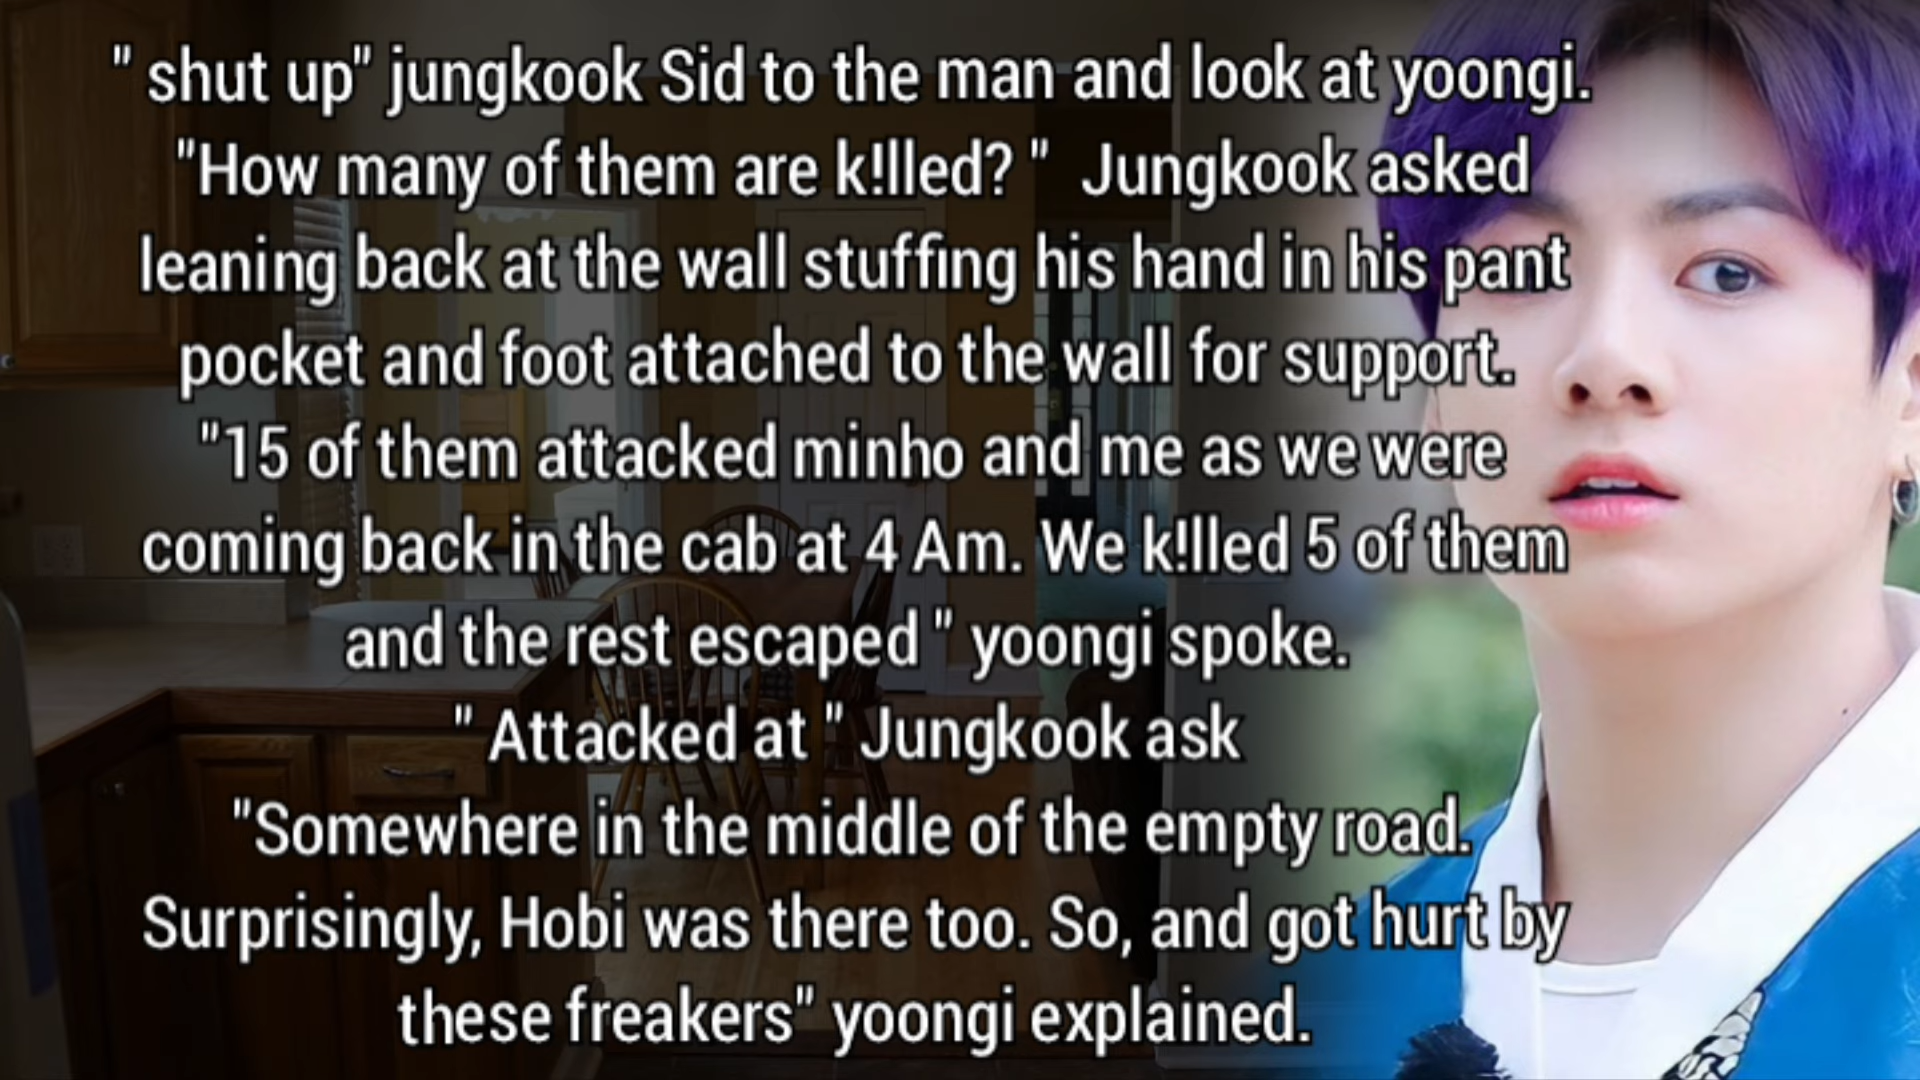 " shut up" jungkook Sid to the man and look at yoongi.
"How many of them are k!lled? " Jungkook asked
leaning back at the wall stuffing his hand in his pant
pocket and foot attached to the wall for support.
"15 of them attacked minho and me as we were
coming back in the cab at 4 Am. We k!lled 5 of them
and the rest escaped " yoongi spoke.
" Attacked at " Jungkook ask
"Somewhere in the middle of the empty road.
Surprisingly, Hobi was there too. So, and got hurt by
these freakers" yoongi explained.